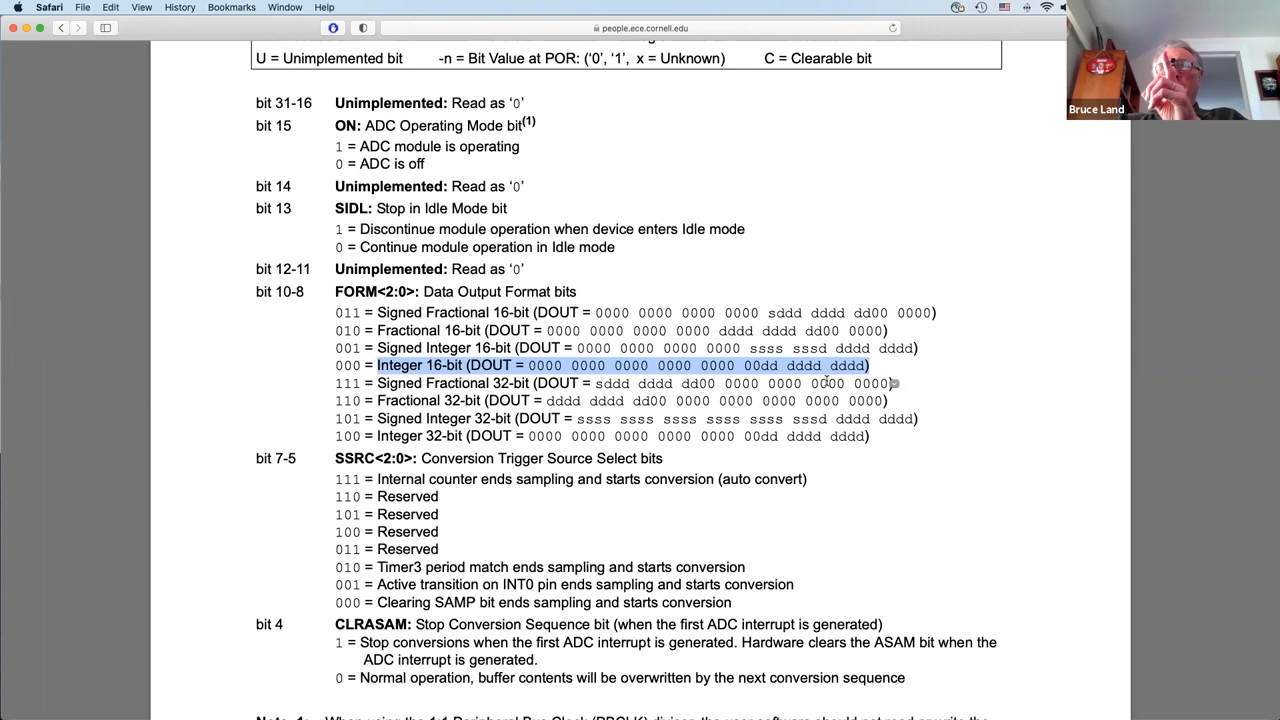 Safari File Edit View History Bookmarks Window Help
people.ece.cornell.edu
Bruce Land
U = Unimplemented bit -n = Bit Value at POR: (‘0’, ‘1’, x = Unknown) C = Clearable bit
bit 31-16 Unimplemented: Read as ‘0’
bit 15 ON: ADC Operating Mode bit(1)
1 = ADC module is operating
0 = ADC is off
bit 14 Unimplemented: Read as ‘0’
bit 13 SIDL: Stop in Idle Mode bit
1 = Discontinue module operation when device enters Idle mode
0 = Continue module operation in Idle mode
bit 12-11 Unimplemented: Read as ‘0’
bit 10-8 FORM<2:0>: Data Output Format bits
011 = Signed Fractional 16-bit (DOUT = 0000 0000 0000 0000 sddd dddd dd00 0000)
010 = Fractional 16-bit (DOUT = 0000 0000 0000 0000 dddd dddd dd00 0000)
001 = Signed Integer 16-bit (DOUT = 0000 0000 0000 0000 ssss sssd dddd dddd)
000 = Integer 16-bit (DOUT = 0000 0000 0000 0000 0000 00dd dddd dddd)
111 = Signed Fractional 32-bit (DOUT = sddd dddd dd00 0000 0000 0000 0000)
110 = Fractional 32-bit (DOUT = dddd dddd dd00 0000 0000 0000 0000 0000)
101 = Signed Integer 32-bit (DOUT = ssss ssss ssss ssss ssss sssd dddd dddd)
100 = Integer 32-bit (DOUT = 0000 0000 0000 0000 0000 00dd dddd dddd)
bit 7-5 SSRC<2:0>: Conversion Trigger Source Select bits
111 = Internal counter ends sampling and starts conversion (auto convert)
110 = Reserved
101 = Reserved
100 = Reserved
011 = Reserved
010 = Timer3 period match ends sampling and starts conversion
001 = Active transition on INT0 pin ends sampling and starts conversion
000 = Clearing SAMP bit ends sampling and starts conversion
bit 4 CLRASAM: Stop Conversion Sequence bit (when the first ADC interrupt is generated)
1 = Stop conversions when the first ADC interrupt is generated. Hardware clears the ASAM bit when the
ADC interrupt is generated.
0 = Normal operation, buffer contents will be overwritten by the next conversion sequence